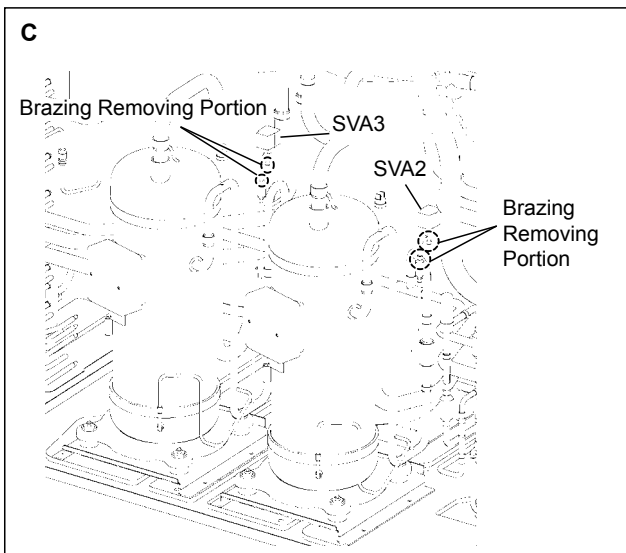 C
Brazing Removing Portion
SVA3
SVA2
Brazing
Removing
Portion